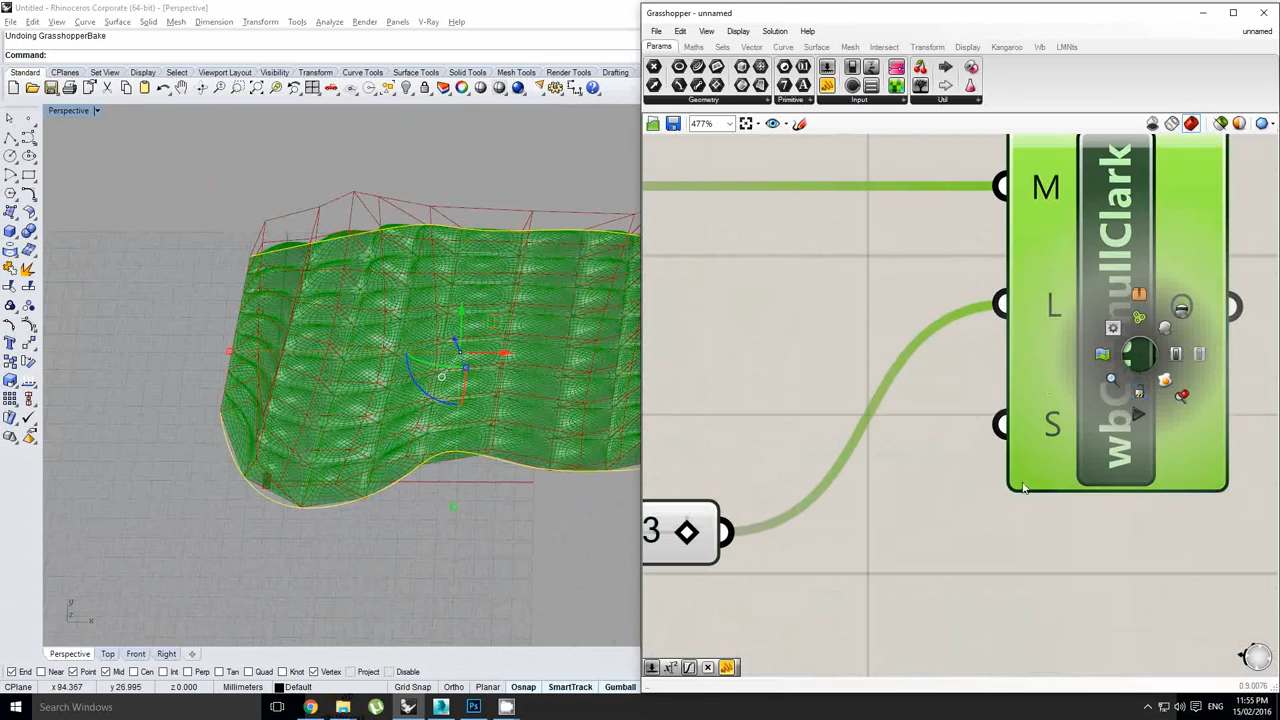 Untitled - Rhinoceros Corporate (64-bit) - [Perspective]
File Edit View Curve Surface Solid Mesh Dimension Transform Tools Analyze Render Panels V-Ray Help
Undoing GrasshopperBake
Command:
Standard CPlanes Set View Display Select Viewport Layout Visibility Transform Curve Tools Surface Tools Solid Tools Mesh Tools Render Tools Drafting
Perspective
y
z
x
Perspective Top Front Right
End Near Point Mid Cen Int Perp Tan Quad Knot Vertex Project Disable
CPlane x 94.367 y 26.995 z 0.000 Millimeters Default Grid Snap Ortho Planar Osnap SmartTrack Gumball
Grasshopper - unnamed
File Edit View Display Solution Help
unnamed
Params Maths Sets Vector Curve Surface Mesh Intersect Transform Display Kangaroo Wb LMNts
Geometry Primitive Input Util
477%
M
L
S
3
0.9.0076
Search Windows
ENG
11:55 PM
15/02/2016